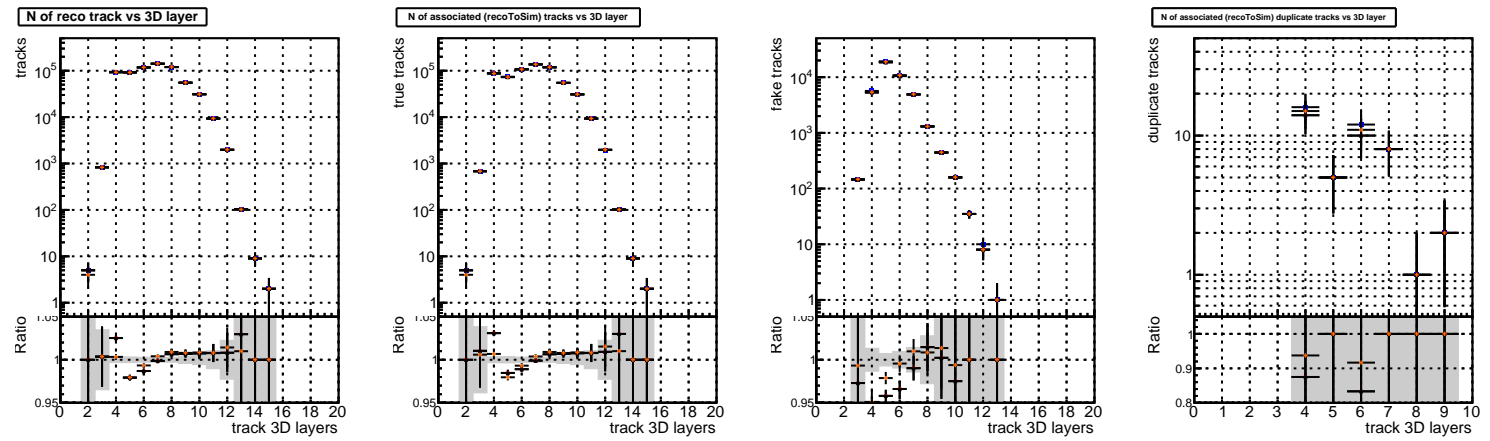 N of reco track vs 3D layer
tracks
10^5
10^4
10^3
10^2
10
1
Ratio
1.05
1
0.95
0 2 4 6 8 10 12 14 16 18 20
track 3D layers
N of associated (recoToSim) tracks vs 3D layer
true tracks
10^5
10^4
10^3
10^2
10
1
Ratio
1.05
1
0.95
0 2 4 6 8 10 12 14 16 18 20
track 3D layers
fake tracks
10^4
10^3
10^2
10
1
Ratio
1.05
1
0.95
0 2 4 6 8 10 12 14 16 18 20
track 3D layers
N of associated (recoToSim) duplicate tracks vs 3D layer
duplicate tracks
10
1
Ratio
1
0.9
0.8
0 1 2 3 4 5 6 7 8 9 10
track 3D layers